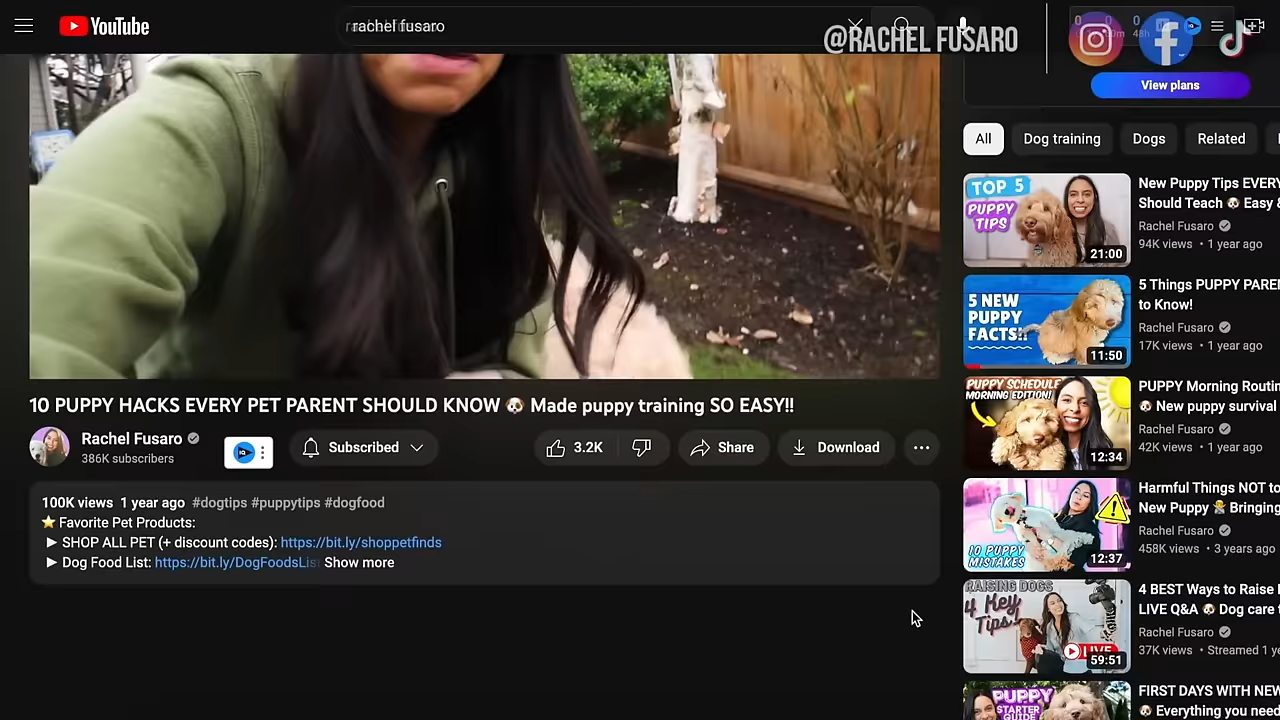 YouTube
rachel fusaro
@RACHEL FUSARO
View plans
All
Dog training
Dogs
Related
TOP 5
PUPPY
TIPS
21:00
New Puppy Tips EVERY
Should Teach 🐶 Easy &
Rachel Fusaro
94K views • 1 year ago
5 NEW
PUPPY
FACTS!!
11:50
5 Things PUPPY PARE
to Know!
Rachel Fusaro
17K views • 1 year ago
PUPPY SCHEDULE
MORNING EDITION!
12:34
PUPPY Morning Routin
🐶 New puppy survival
Rachel Fusaro
42K views • 1 year ago
10 PUPPY
MISTAKES
12:37
Harmful Things NOT to
New Puppy 🤦 Bringing
Rachel Fusaro
458K views • 3 years ago
RAISING DOGS
4 Key
Tips...
LIVE
59:51
4 BEST Ways to Raise
LIVE Q&A 🐶 Dog care
Rachel Fusaro
37K views • Streamed 1 ye
PUPPY
STARTER
GUIDE
FIRST DAYS WITH NEW
🐶 Everything you need
10 PUPPY HACKS EVERY PET PARENT SHOULD KNOW 🐶 Made puppy training SO EASY!!
Rachel Fusaro
386K subscribers
Subscribed
3.2K
Share
Download
100K views 1 year ago #dogtips #puppytips #dogfood
⭐ Favorite Pet Products:
▶ SHOP ALL PET (+ discount codes): https://bit.ly/shoppetfinds
▶ Dog Food List: https://bit.ly/DogFoodsLis Show more